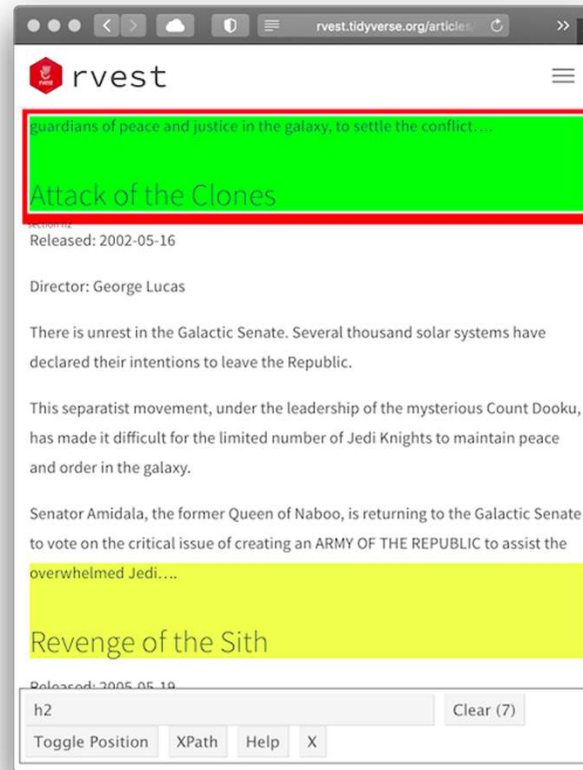 rvest.tidyverse.org/articles
rvest
guardians of peace and justice in the galaxy, to settle the conflict….
Attack of the Clones
section h2
Released: 2002-05-16
Director: George Lucas
There is unrest in the Galactic Senate. Several thousand solar systems have
declared their intentions to leave the Republic.
This separatist movement, under the leadership of the mysterious Count Dooku,
has made it difficult for the limited number of Jedi Knights to maintain peace
and order in the galaxy.
Senator Amidala, the former Queen of Naboo, is returning to the Galactic Senate
to vote on the critical issue of creating an ARMY OF THE REPUBLIC to assist the
overwhelmed Jedi….
Revenge of the Sith
Released: 2005-05-19
h2 Clear (7)
Toggle Position XPath Help X